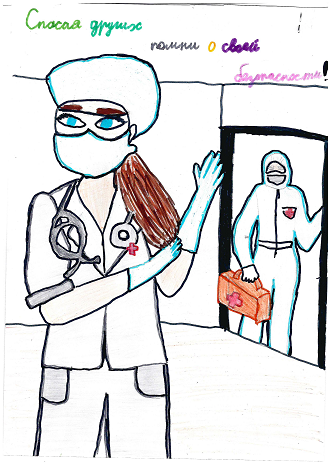 Спасая других
помни о своей
безопасности!